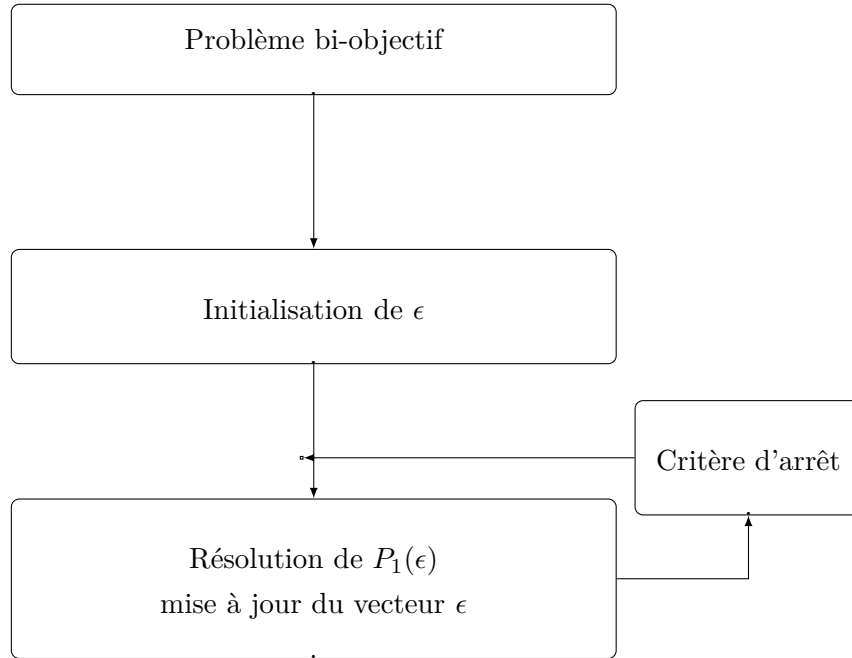 Problème bi-objectif
Initialisation de ϵ
Critère d'arrêt
Résolution de P₁(ϵ)
mise à jour du vecteur ϵ